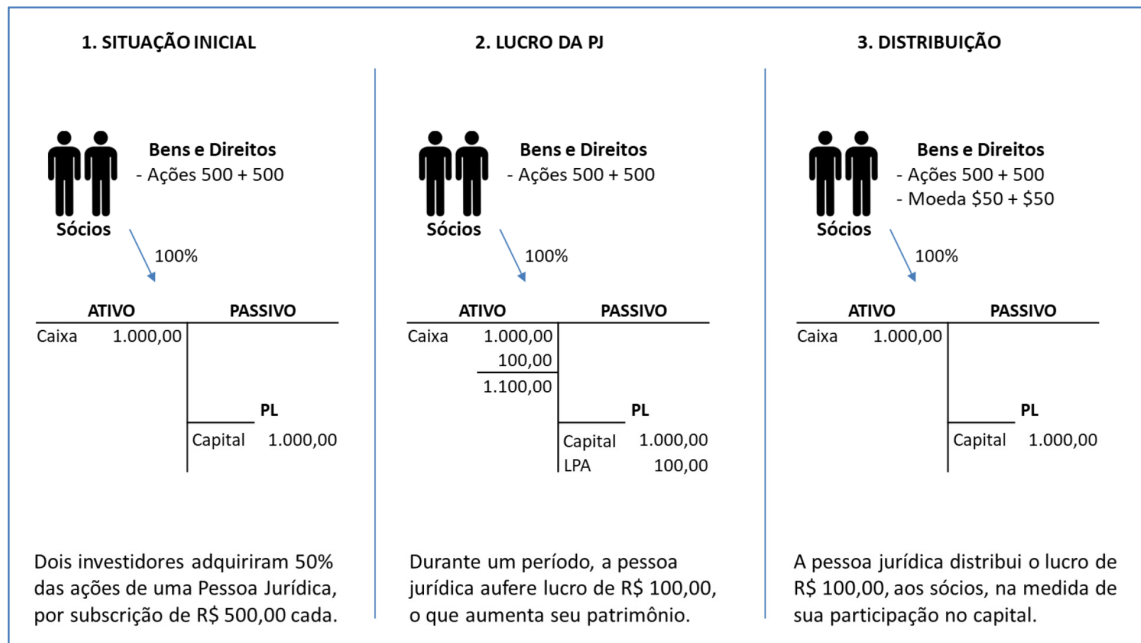 1. SITUAÇÃO INICIAL
Bens e Direitos
- Ações 500 + 500
Sócios
100%
ATIVO PASSIVO
Caixa 1.000,00
PL
Capital 1.000,00
Dois investidores adquiriram 50%
das ações de uma Pessoa Jurídica,
por subscrição de R$ 500,00 cada.
2. LUCRO DA PJ
Bens e Direitos
- Ações 500 + 500
Sócios
100%
ATIVO PASSIVO
Caixa 1.000,00
100,00
1.100,00
PL
Capital 1.000,00
LPA 100,00
Durante um período, a pessoa
jurídica aufere lucro de R$ 100,00,
o que aumenta seu patrimônio.
3. DISTRIBUIÇÃO
Bens e Direitos
- Ações 500 + 500
- Moeda $50 + $50
Sócios
100%
ATIVO PASSIVO
Caixa 1.000,00
PL
Capital 1.000,00
A pessoa jurídica distribui o lucro de
R$ 100,00, aos sócios, na medida de
sua participação no capital.